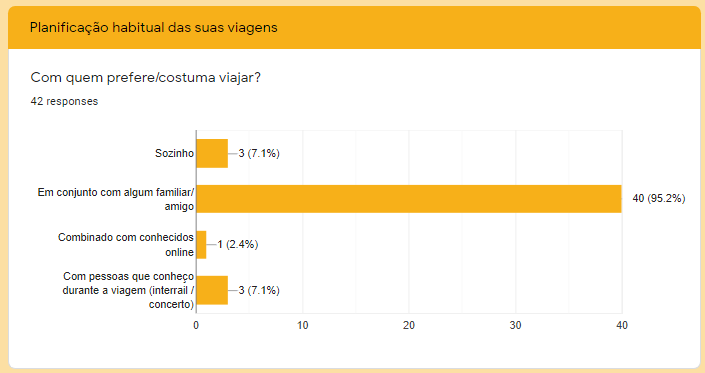 Planificação habitual das suas viagens
Com quem prefere/costuma viajar?
42 responses
Sozinho
3 (7.1%)
Em conjunto com algum familiar/
amigo
40 (95.2%)
Combinado com conhecidos
online
1 (2.4%)
Com pessoas que conheço
durante a viagem (interrail /
concerto)
3 (7.1%)
0 10 20 30 40